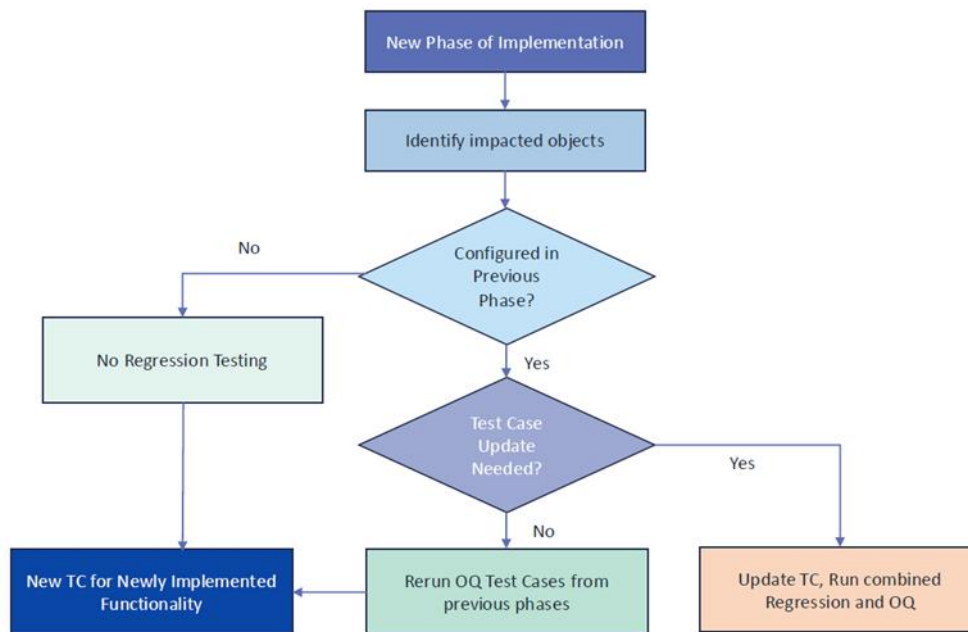 New Phase of Implementation
Identify impacted objects
No
Configured in
Previous
Phase?
No Regression Testing
Yes
Test Case
Update
Needed?
Yes
No
New TC for Newly Implemented
Functionality
Rerun OQ Test Cases from
previous phases
Update TC, Run combined
Regression and OQ